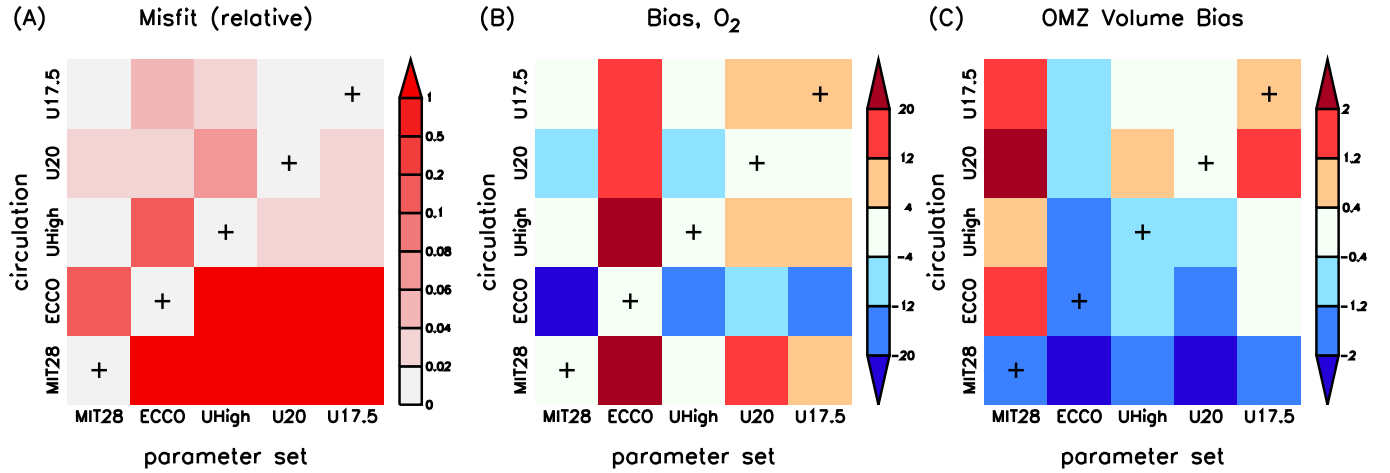 (A) Misfit (relative)
U17.5
U20
UHigh
ECCO
MIT28
circulation
MIT28 ECCO UHigh U20 U17.5
parameter set
1
0.5
0.2
0.1
0.08
0.06
0.04
0.02
0
(B) Bias, O2
U17.5
U20
UHigh
ECCO
MIT28
circulation
MIT28 ECCO UHigh U20 U17.5
parameter set
20
12
4
-4
-12
-20
(C) OMZ Volume Bias
U17.5
U20
UHigh
ECCO
MIT28
circulation
MIT28 ECCO UHigh U20 U17.5
parameter set
2
1.2
0.4
-0.4
-1.2
-2